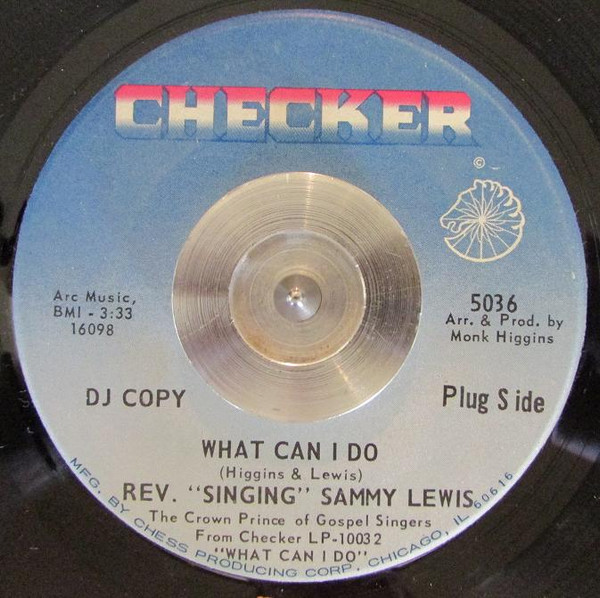 CHECKER
©
Arc Music,
BMI - 3:33
16098
5036
Arr. & Prod. by
Monk Higgins
DJ COPY
Plug Side
WHAT CAN I DO
(Higgins & Lewis)
REV. "SINGING" SAMMY LEWIS
The Crown Prince of Gospel Singers
From Checker LP-10032
"WHAT CAN I DO"
MFG. BY CHESS PRODUCING CORP. CHICAGO, IL 60616